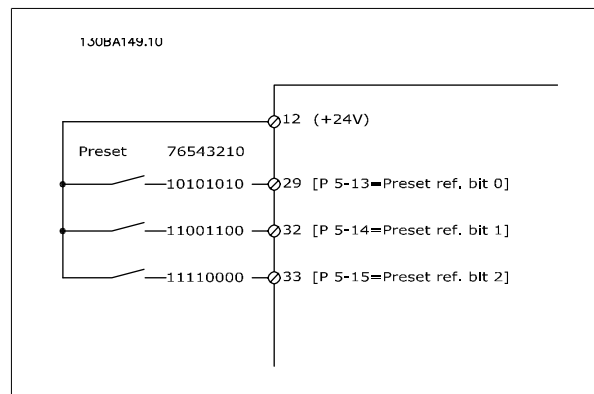 130BA149.10
12 (+24V)
Preset 76543210
10101010 29 [P 5-13=Preset ref. bit 0]
11001100 32 [P 5-14=Preset ref. bit 1]
11110000 33 [P 5-15=Preset ref. bit 2]